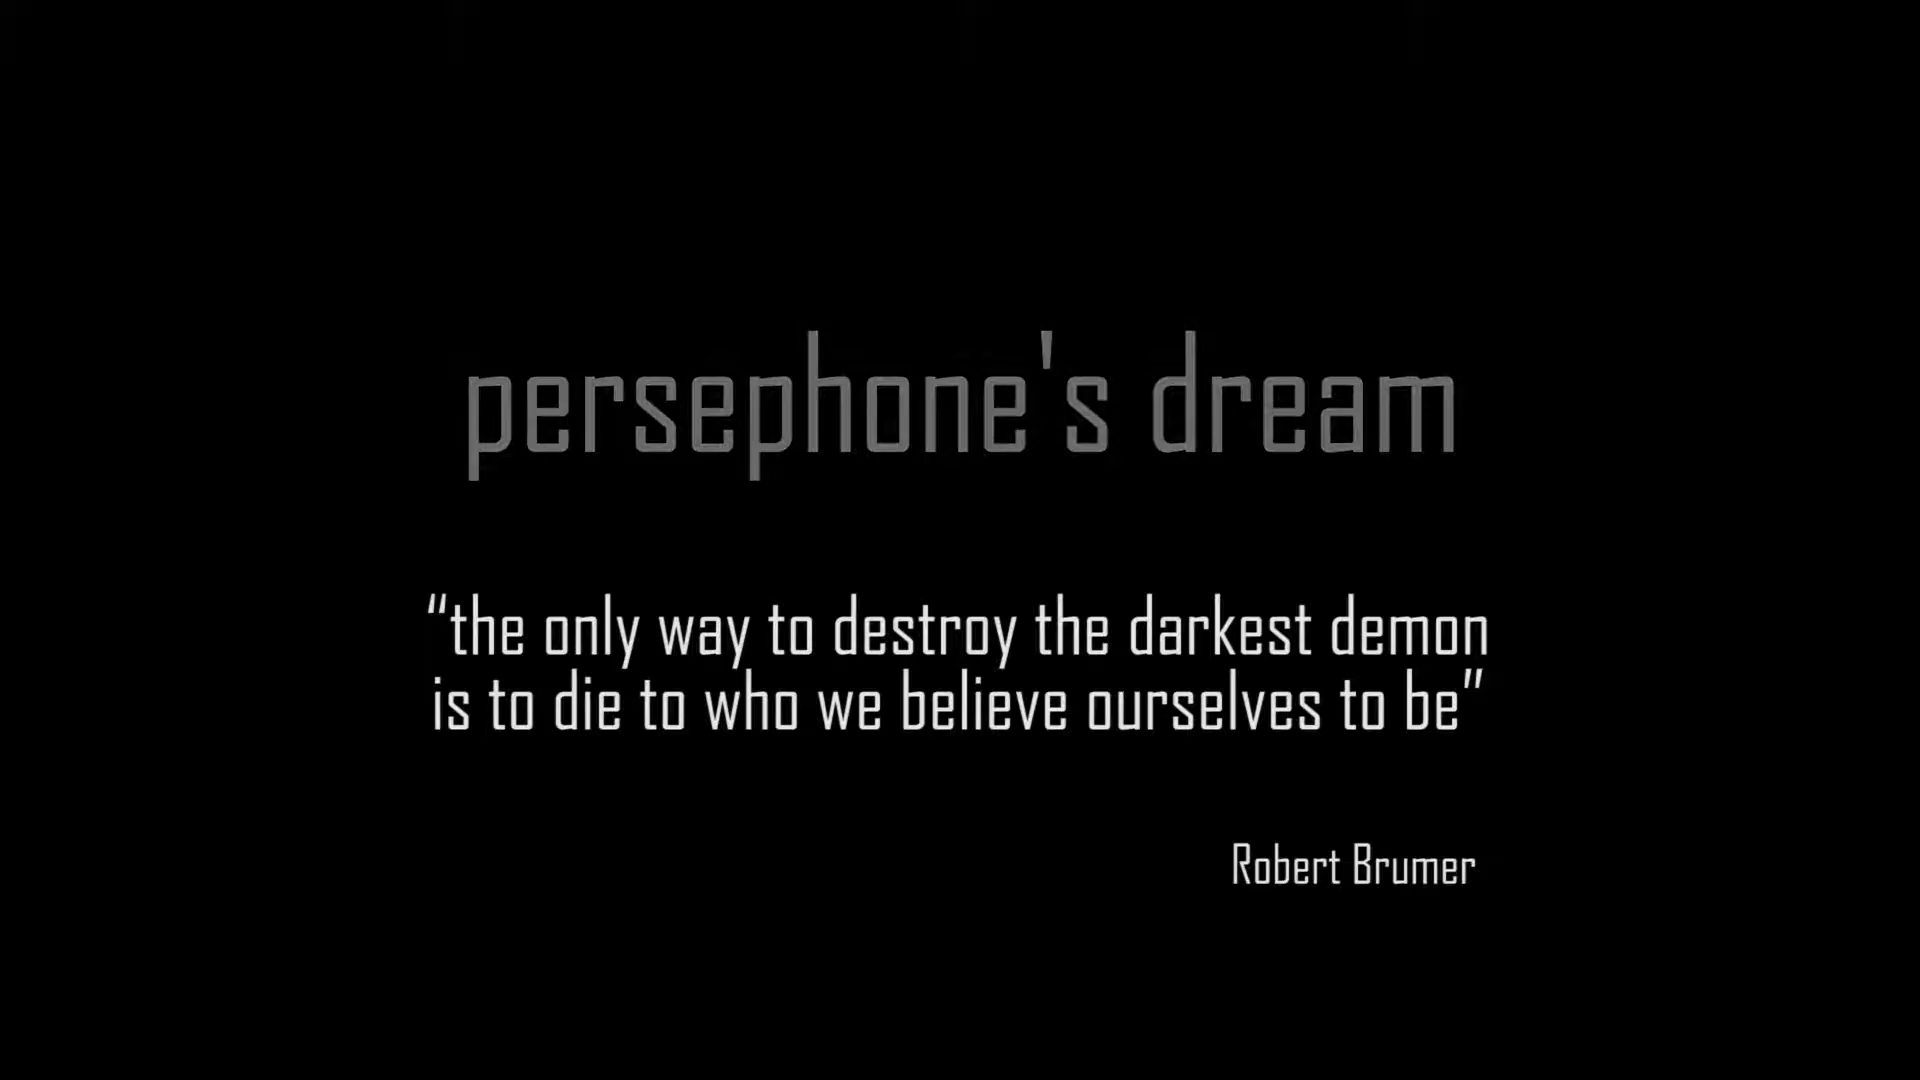 persephone's dream
“the only way to destroy the darkest demon
is to die to who we believe ourselves to be”
Robert Brumer